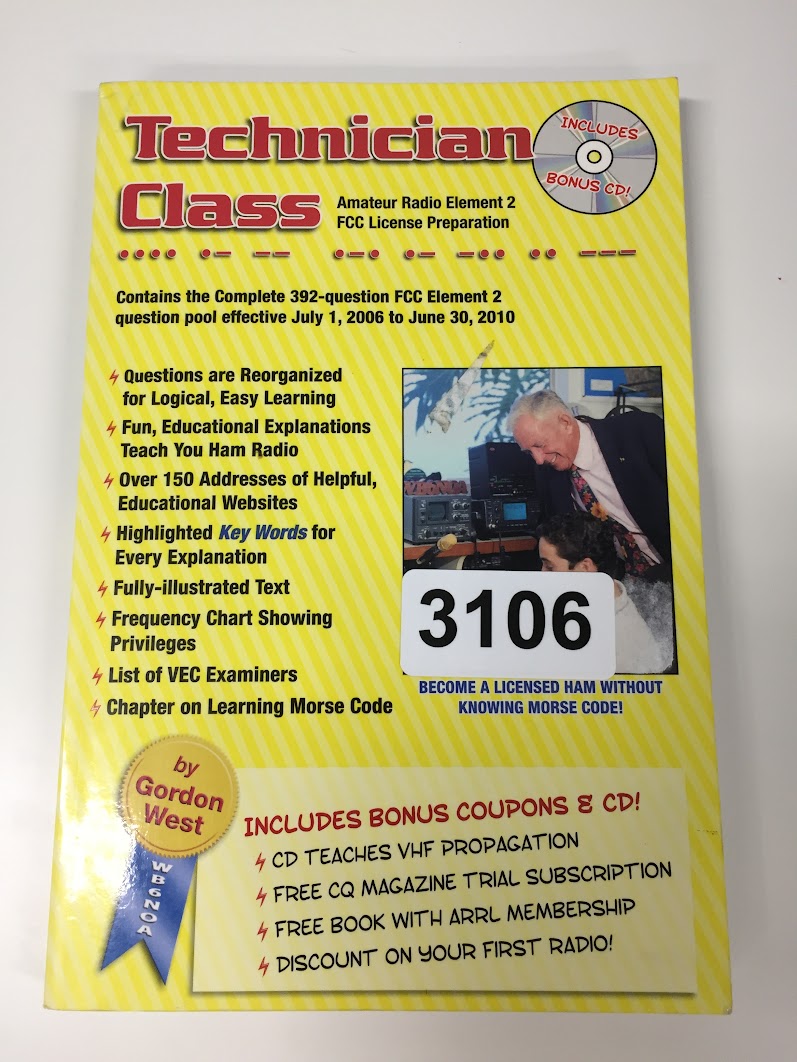 Technician
Class
INCLUDES
BONUS CD!
Amateur Radio Element 2
FCC License Preparation
•••• •– –– –•–• •– –•• •• –––
Contains the Complete 392-question FCC Element 2
question pool effective July 1, 2006 to June 30, 2010
Questions are Reorganized
for Logical, Easy Learning
Fun, Educational Explanations
Teach You Ham Radio
Over 150 Addresses of Helpful,
Educational Websites
Highlighted Key Words for
Every Explanation
Fully-illustrated Text
Frequency Chart Showing
Privileges
List of VEC Examiners
Chapter on Learning Morse Code
WB6NOA
3106
BECOME A LICENSED HAM WITHOUT
KNOWING MORSE CODE!
by
Gordon
West
WB6NOA
INCLUDES BONUS COUPONS & CD!
CD TEACHES VHF PROPAGATION
FREE CQ MAGAZINE TRIAL SUBSCRIPTION
FREE BOOK WITH ARRL MEMBERSHIP
DISCOUNT ON YOUR FIRST RADIO!